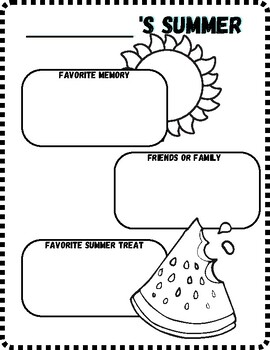 'S SUMMER
FAVORITE MEMORY
FRIENDS OR FAMILY
FAVORITE SUMMER TREAT